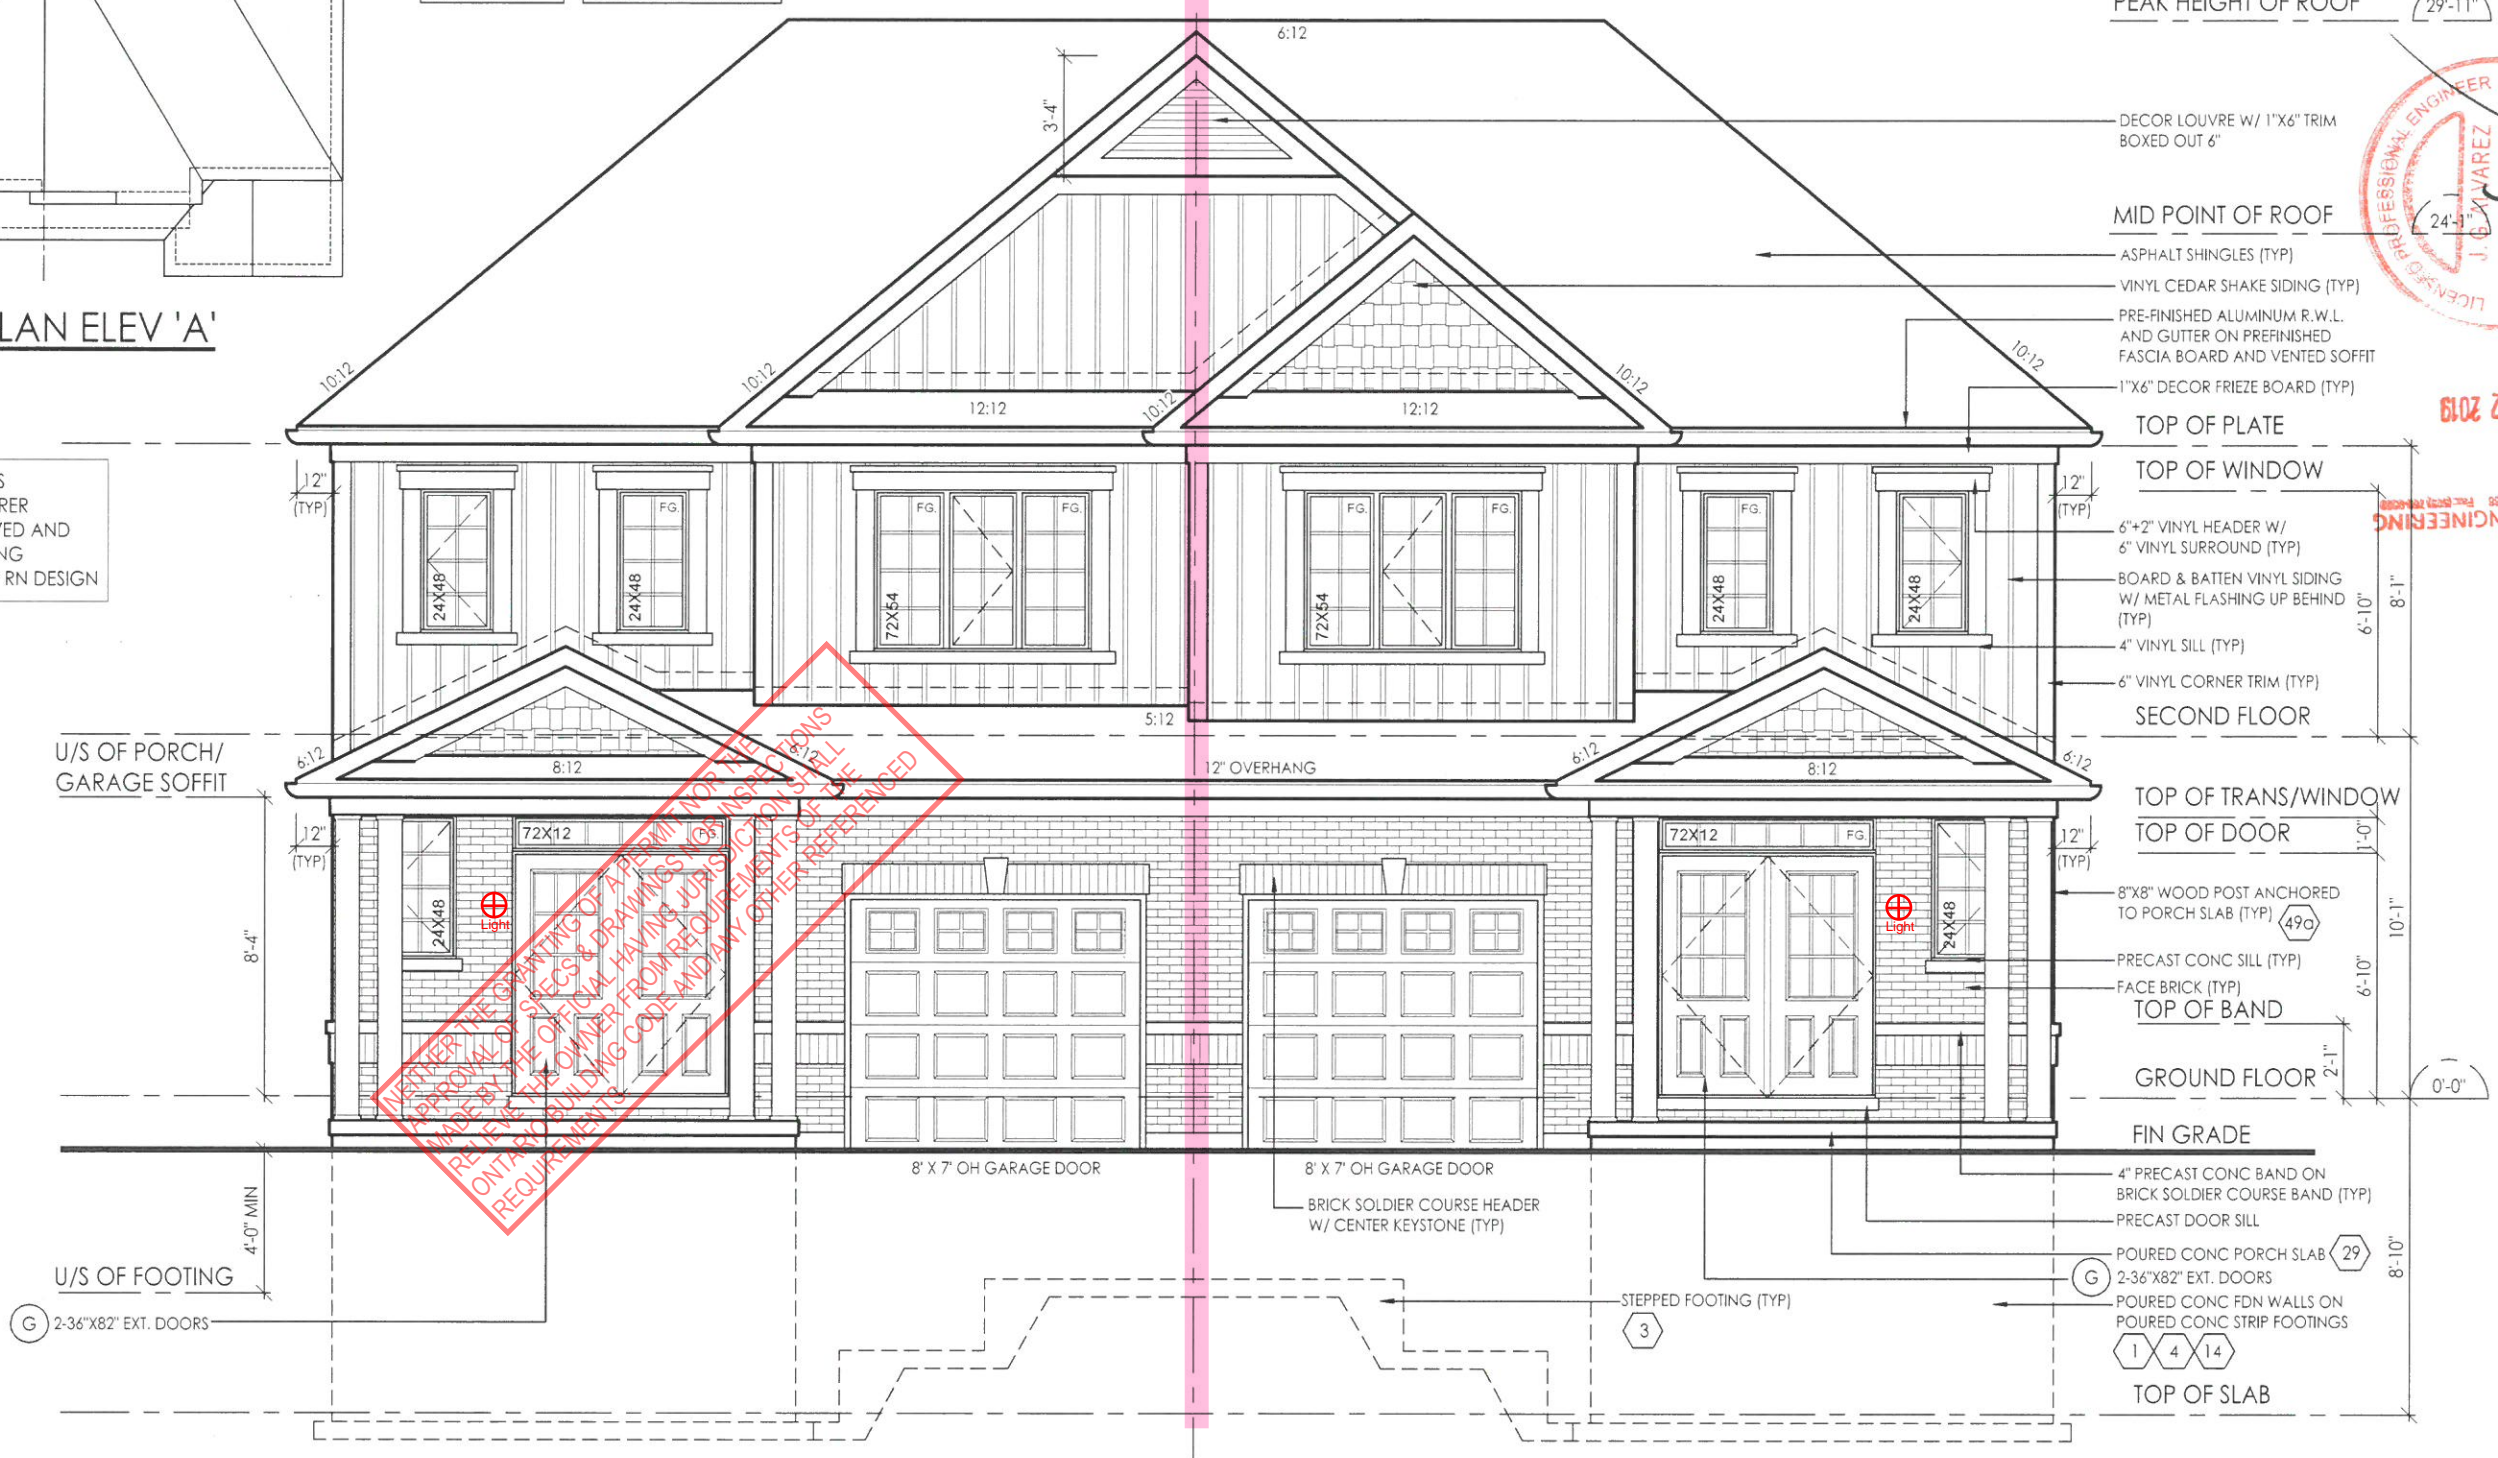 PEAK HEIGHT OF ROOF
29'-11"
6:12
3'-4"
DECOR LOUVRE W/ 1"X6" TRIM
BOXED OUT 6"
LICENSED PROFESSIONAL ENGINEER
J. G. ALVAREZ
MID POINT OF ROOF
24'-1"
ASPHALT SHINGLES (TYP)
VINYL CEDAR SHAKE SIDING (TYP)
PRE-FINISHED ALUMINUM R.W.L.
AND GUTTER ON PREFINISHED
FASCIA BOARD AND VENTED SOFFIT
1"X6" DECOR FRIEZE BOARD (TYP)
LAN ELEV 'A'
10:12
10:12
10:12
10:12
10:12
12:12
12:12
2 2019
TOP OF PLATE
TOP OF WINDOW
S
RER
VED AND
NG
RN DESIGN
12"
(TYP)
12"
(TYP)
24X48
FG.
24X48
FG.
FG.
72X54
FG.
FG.
72X54
FG.
24X48
24X48
NGINEERING
6"+2" VINYL HEADER W/
6" VINYL SURROUND (TYP)
BOARD & BATTEN VINYL SIDING
W/ METAL FLASHING UP BEHIND
(TYP)
6'-10"
8'-1"
4" VINYL SILL (TYP)
6" VINYL CORNER TRIM (TYP)
SECOND FLOOR
5:12
U/S OF PORCH/
GARAGE SOFFIT
6:12
8:12
6:12
12" OVERHANG
6:12
8:12
6:12
TOP OF TRANS/WINDOW
TOP OF DOOR
1'-0"
12"
(TYP)
72X12
FG.
72X12
FG.
12"
(TYP)
24X48
Light
Light
24X48
8'-4"
8"X8" WOOD POST ANCHORED
TO PORCH SLAB (TYP)
49a
10'-1"
PRECAST CONC SILL (TYP)
FACE BRICK (TYP)
6'-10"
TOP OF BAND
2'-1"
GROUND FLOOR
0'-0"
NEITHER THE GRANTING OF A PERMIT NOR THE
APPROVAL OF SPECS & DRAWINGS NOR INSPECTIONS
MADE BY THE OFFICIAL HAVING JURISDICTION SHALL
RELIEVE THE OWNER FROM REQUIREMENTS OF THE
ONTARIO BUILDING CODE AND ANY OTHER REFERENCED
REQUIREMENTS.
FIN GRADE
8' X 7' OH GARAGE DOOR
8' X 7' OH GARAGE DOOR
BRICK SOLDIER COURSE HEADER
W/ CENTER KEYSTONE (TYP)
4" PRECAST CONC BAND ON
BRICK SOLDIER COURSE BAND (TYP)
PRECAST DOOR SILL
4'-0" MIN
POURED CONC PORCH SLAB
29
8'-10"
U/S OF FOOTING
G
2-36"X82" EXT. DOORS
G
2-36"X82" EXT. DOORS
STEPPED FOOTING (TYP)
3
POURED CONC FDN WALLS ON
POURED CONC STRIP FOOTINGS
1
4
14
TOP OF SLAB